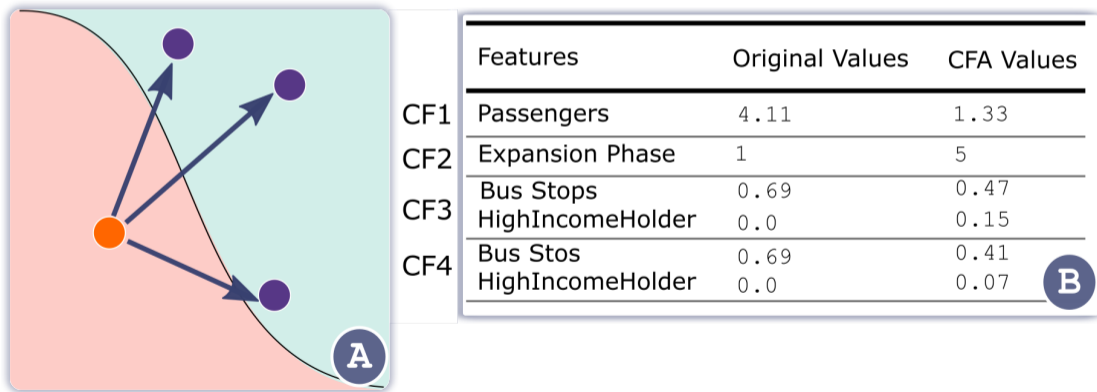 A
Features Original Values CFA Values
CF1 Passengers 4.11 1.33
CF2 Expansion Phase 1 5
CF3
Bus Stops 0.69 0.47
HighIncomeHolder 0.0 0.15
CF4
Bus Stos 0.69 0.41
HighIncomeHolder 0.0 0.07
B